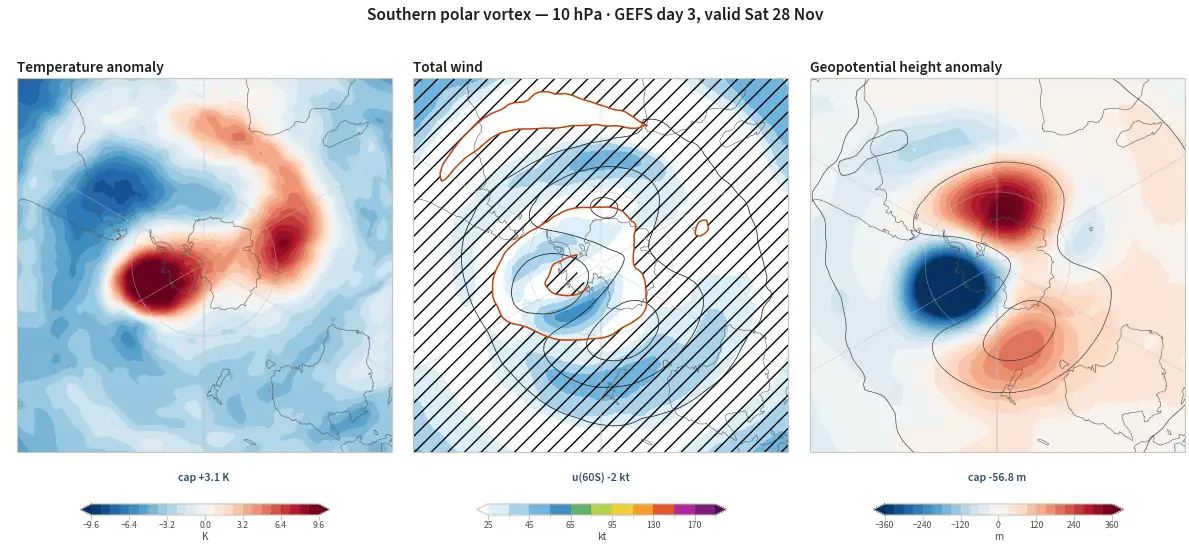 Southern polar vortex — 10 hPa · GEFS day 3, valid Sat 28 Nov
Temperature anomaly
Total wind
Geopotential height anomaly
cap +3.1 K
u(60S) -2 kt
cap -56.8 m
−9.6 −6.4 −3.2 0.0 3.2 6.4 9.6
K
25 45 65 95 130 170
kt
−360 −240 −120 0 120 240 360
m